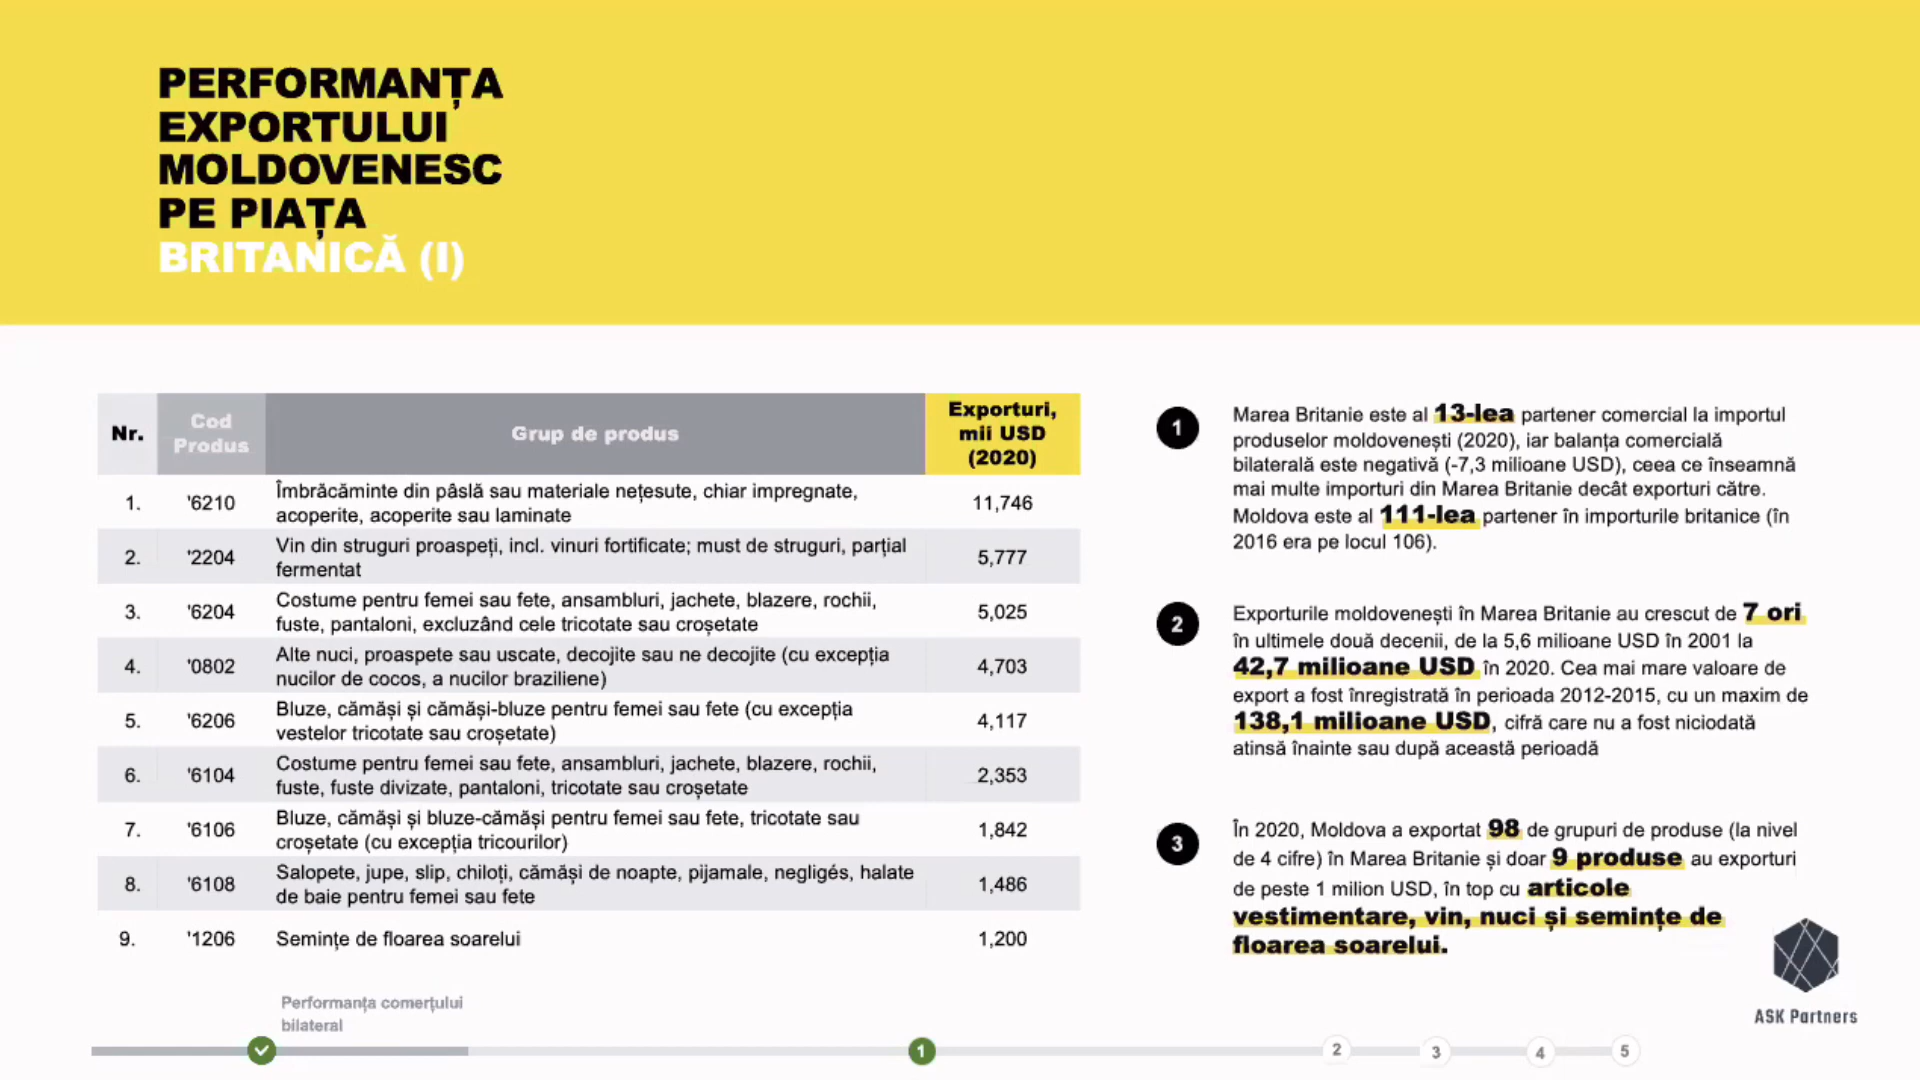 PERFORMANȚA
EXPORTULUI
MOLDOVENESC
PE PIAȚA
BRITANICĂ (I)
Nr.
Cod
Produs
Grup de produs
Exporturi,
mii USD
(2020)
1. '6210 Îmbrăcăminte din pâslă sau materiale nețesute, chiar impregnate, 11,746
acoperite, acoperite sau laminate
2. '2204 Vin din struguri proaspeți, incl. vinuri fortificate; must de struguri, parțial 5,777
fermentat
3. '6204 Costume pentru femei sau fete, ansambluri, jachete, blazere, rochii, 5,025
fuste, pantaloni, excluzând cele tricotate sau croșetate
4. '0802 Alte nuci, proaspete sau uscate, decojite sau ne decojite (cu excepția 4,703
nucilor de cocos, a nucilor braziliene)
5. '6206 Bluze, cămăși și cămăși-bluze pentru femei sau fete (cu excepția 4,117
vestelor tricotate sau croșetate)
6. '6104 Costume pentru femei sau fete, ansambluri, jachete, blazere, rochii, 2,353
fuste, fuste divizate, pantaloni, tricotate sau croșetate
7. '6106 Bluze, cămăși și bluze-cămăși pentru femei sau fete, tricotate sau 1,842
croșetate (cu excepția tricourilor)
8. '6108 Salopete, jupe, slip, chiloți, cămăși de noapte, pijamale, negligés, halate 1,486
de baie pentru femei sau fete
9. '1206 Semințe de floarea soarelui 1,200
1
Marea Britanie este al 13-lea partener comercial la importul
produselor moldovenești (2020), iar balanța comercială
bilaterală este negativă (-7,3 milioane USD), ceea ce înseamnă
mai multe importuri din Marea Britanie decât exporturi către.
Moldova este al 111-lea partener în importurile britanice (în
2016 era pe locul 106).
2
Exporturile moldovenești în Marea Britanie au crescut de 7 ori
în ultimele două decenii, de la 5,6 milioane USD în 2001 la
42,7 milioane USD în 2020. Cea mai mare valoare de
export a fost înregistrată în perioada 2012-2015, cu un maxim de
138,1 milioane USD, cifră care nu a fost niciodată
atinsă înainte sau după această perioadă
3
În 2020, Moldova a exportat 98 de grupuri de produse (la nivel
de 4 cifre) în Marea Britanie și doar 9 produse au exporturi
de peste 1 milion USD, în top cu articole
vestimentare, vin, nuci și semințe de
floarea soarelui.
ASK Partners
Performanța comerțului
bilateral
1 2 3 4 5